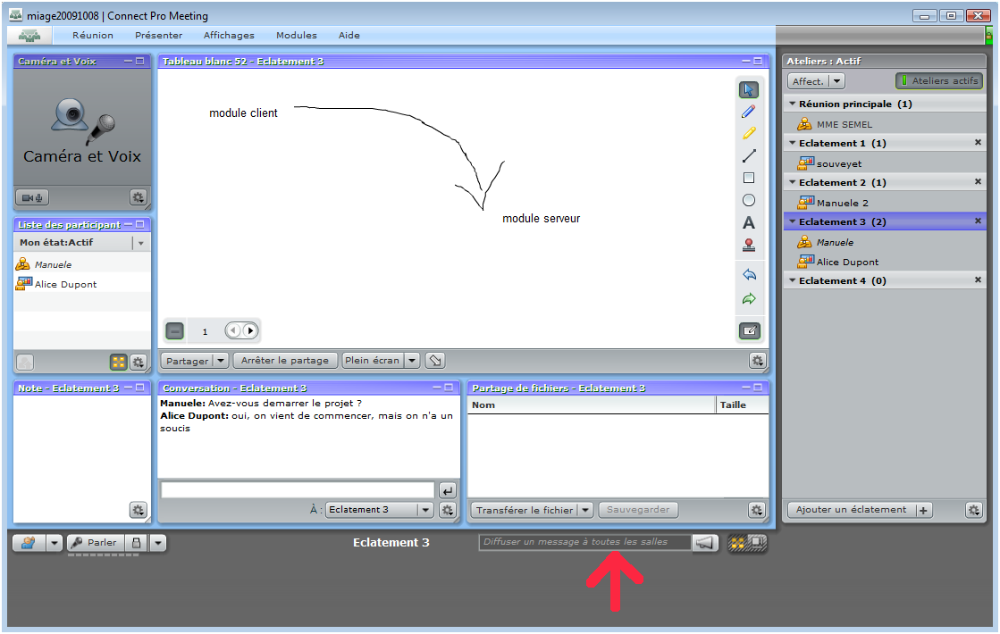 miage20091008 | Connect Pro Meeting
Réunion Présenter Affichages Modules Aide
Caméra et Voix
Caméra et Voix
Liste des participant
Mon état:Actif
Manuele
Alice Dupont
Tableau blanc 52 - Eclatement 3
module client
module serveur
A
1
Partager Arrêter le partage Plein écran
Note - Eclatement 3
Conversation - Eclatement 3
Manuele: Avez-vous demarrer le projet ?
Alice Dupont: oui, on vient de commencer, mais on n'a un
soucis
À : Eclatement 3
Partage de fichiers - Eclatement 3
Nom Taille
Transférer le fichier Sauvegarder
Ateliers : Actif
Affect. Ateliers actifs
Réunion principale (1)
MME SEMEL
Eclatement 1 (1)
souveyet
Eclatement 2 (1)
Manuele 2
Eclatement 3 (2)
Manuele
Alice Dupont
Eclatement 4 (0)
Ajouter un éclatement +
Parler
Eclatement 3
Diffuser un message à toutes les salles